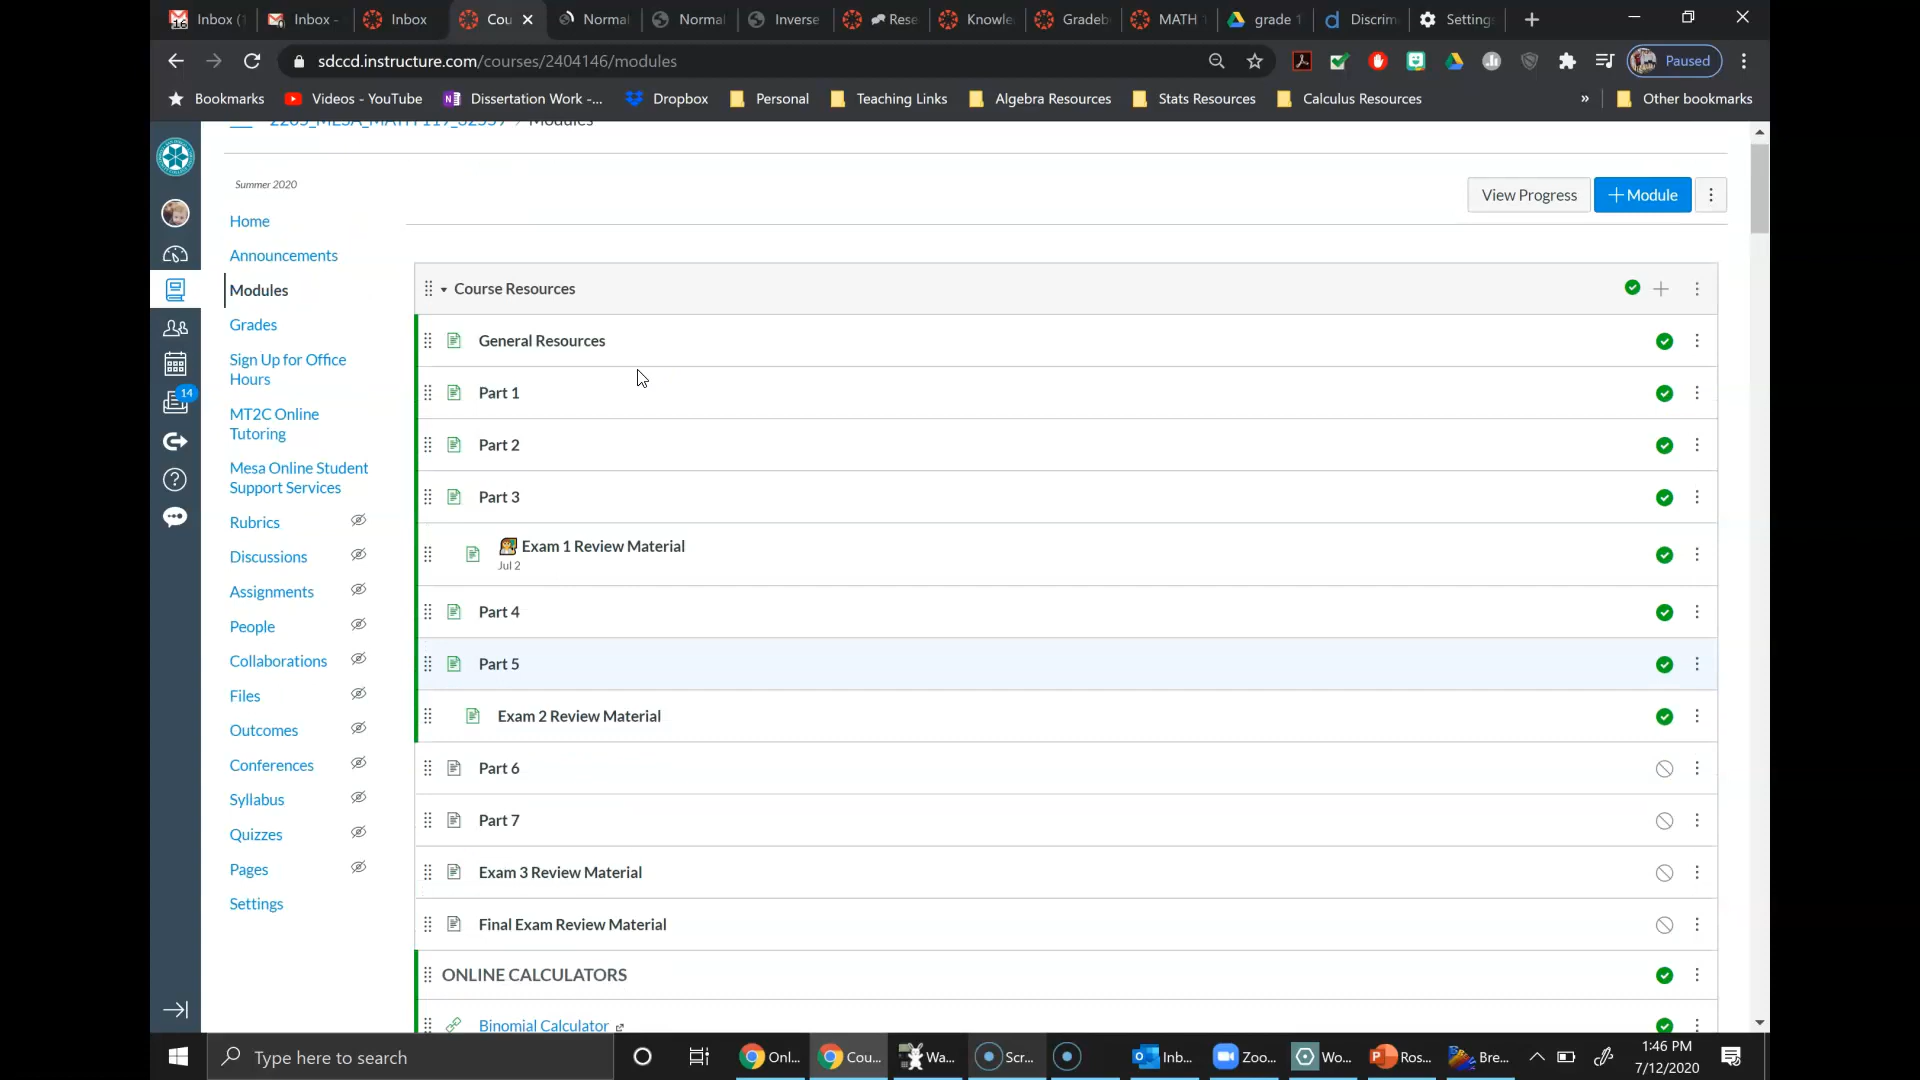 16 Inbox (1
Inbox -
Inbox
Cou
Normal
Normal
Inverse
Rese
Knowle
Gradeb
MATH 1
grade 1
Discrim
Settings
sdccd.instructure.com/courses/2404146/modules
Paused
Bookmarks
Videos - YouTube
Dissertation Work -...
Dropbox
Personal
Teaching Links
Algebra Resources
Stats Resources
Calculus Resources
»
Other bookmarks
Modules
Summer 2020
View Progress
+ Module
Home
Announcements
Modules
Grades
Sign Up for Office
Hours
MT2C Online
Tutoring
Mesa Online Student
Support Services
Rubrics
Discussions
Assignments
People
Collaborations
Files
Outcomes
Conferences
Syllabus
Quizzes
Pages
Settings
14
Course Resources
General Resources
Part 1
Part 2
Part 3
Exam 1 Review Material
Jul 2
Part 4
Part 5
Exam 2 Review Material
Part 6
Part 7
Exam 3 Review Material
Final Exam Review Material
ONLINE CALCULATORS
Binomial Calculator
Type here to search
Onl...
Cou...
Wa...
Scr...
Inb...
Zoo...
Wo...
Ros...
Bre...
1:46 PM
7/12/2020